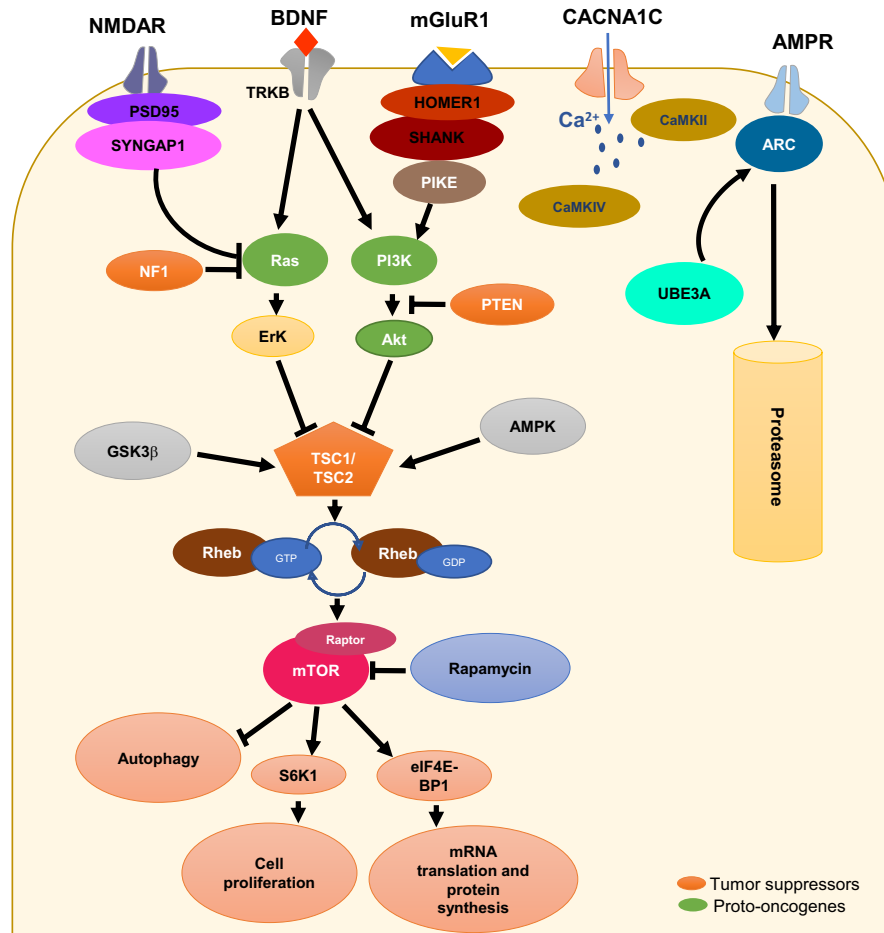 NMDAR
BDNF
mGluR1
CACNA1C
AMPR
TRKB
PSD95
SYNGAP1
HOMER1
SHANK
PIKE
Ca2+
CaMKII
CaMKIV
ARC
NF1
Ras
PI3K
UBE3A
PTEN
ErK
Akt
Proteasome
GSK3β
AMPK
TSC1/
TSC2
Rheb
GTP
Rheb
GDP
Raptor
mTOR
Rapamycin
Autophagy
S6K1
eIF4E-
BP1
Cell
proliferation
mRNA
translation and
protein
synthesis
Tumor suppressors
Proto-oncogenes